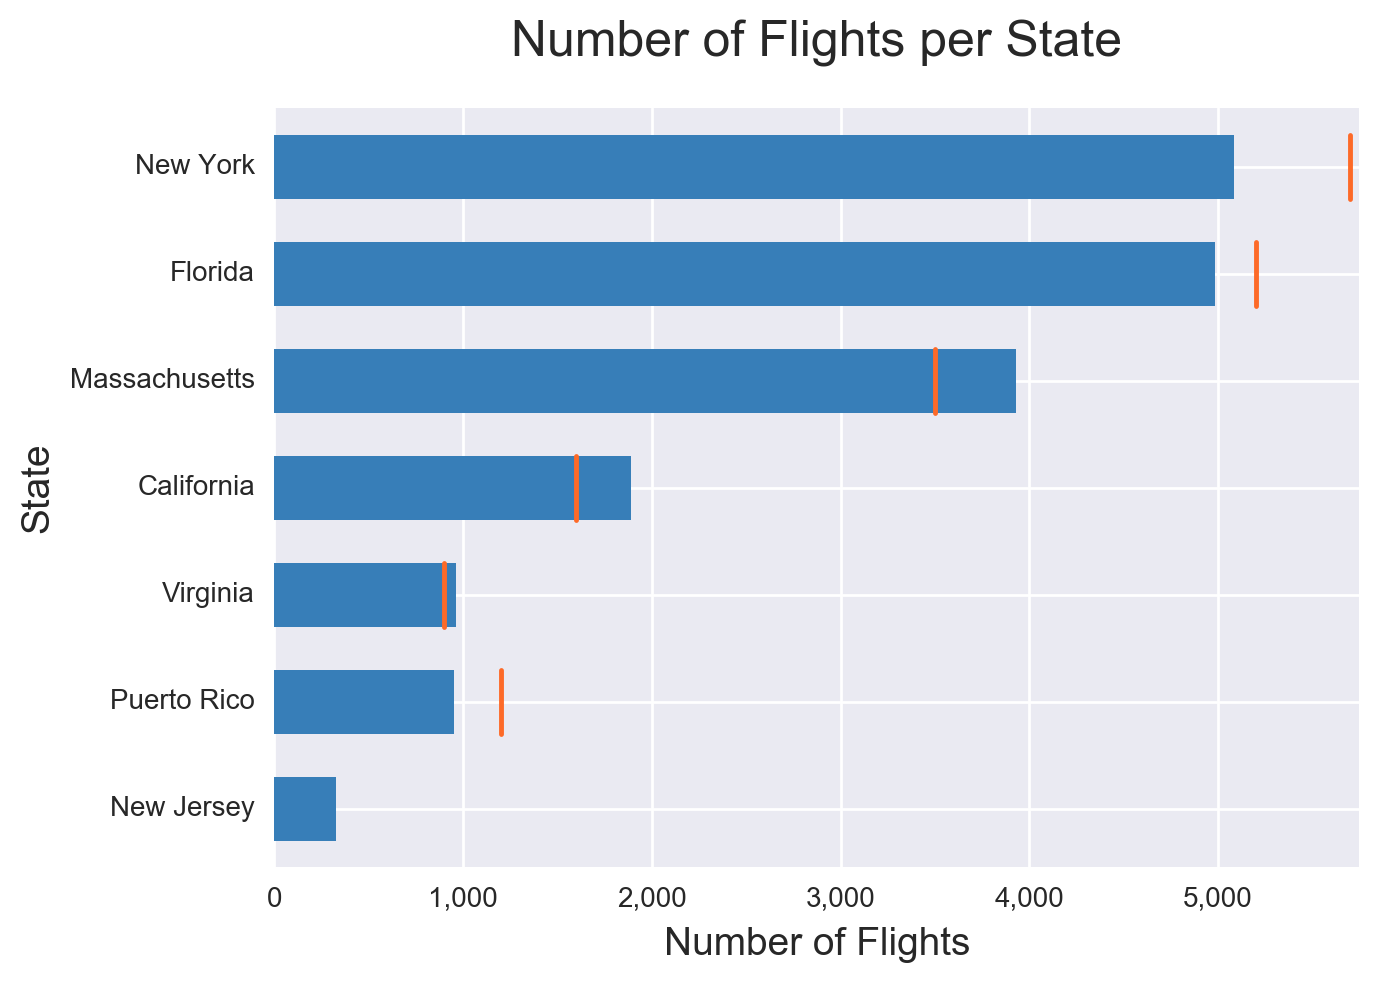 Number of Flights per State
New York
Florida
Massachusetts
California
Virginia
Puerto Rico
New Jersey
State
0 1,000 2,000 3,000 4,000 5,000
Number of Flights